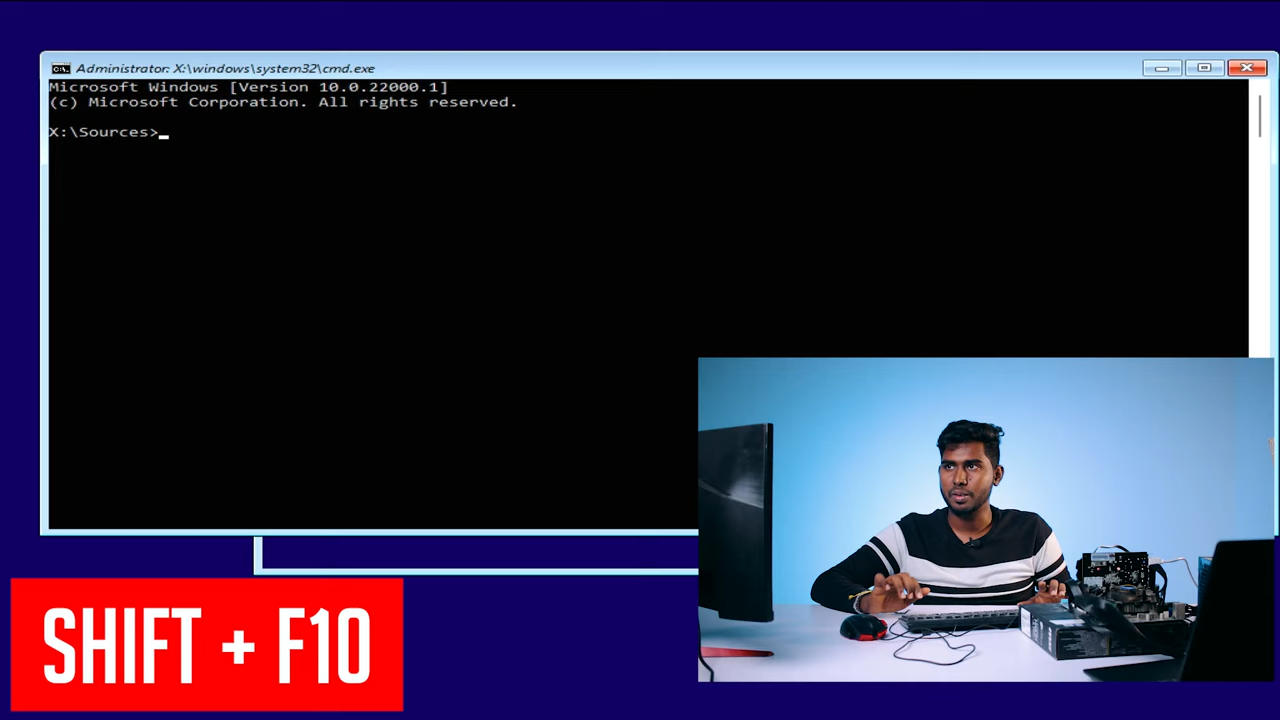 Administrator: X:\windows\system32\cmd.exe
Microsoft Windows [Version 10.0.22000.1]
(c) Microsoft Corporation. All rights reserved.
X:\Sources>
SHIFT + F10